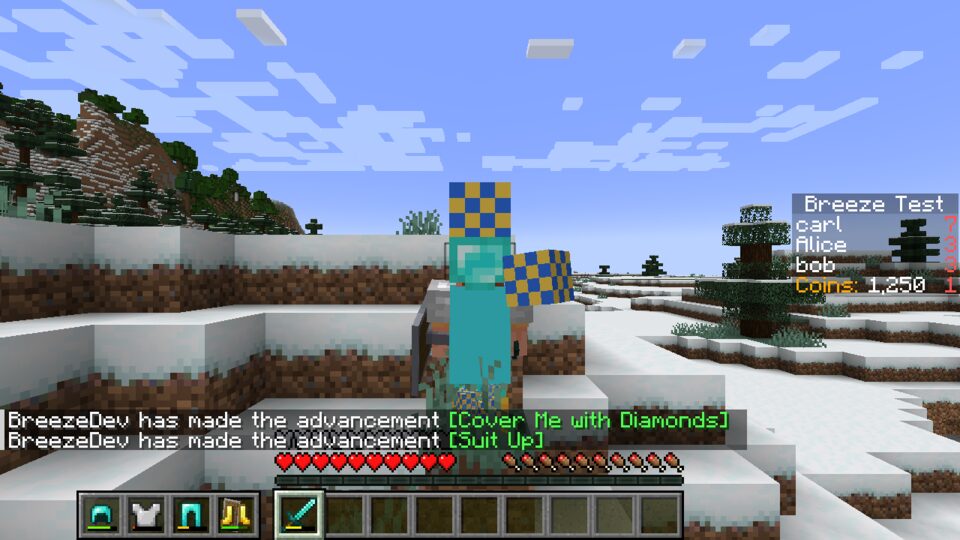 Breeze Test
carl 7
Alice 3
bob
Coins: 1,250 1
BreezeDev has made the advancement [Cover Me with Diamonds]
BreezeDev has made the advancement [Suit Up]